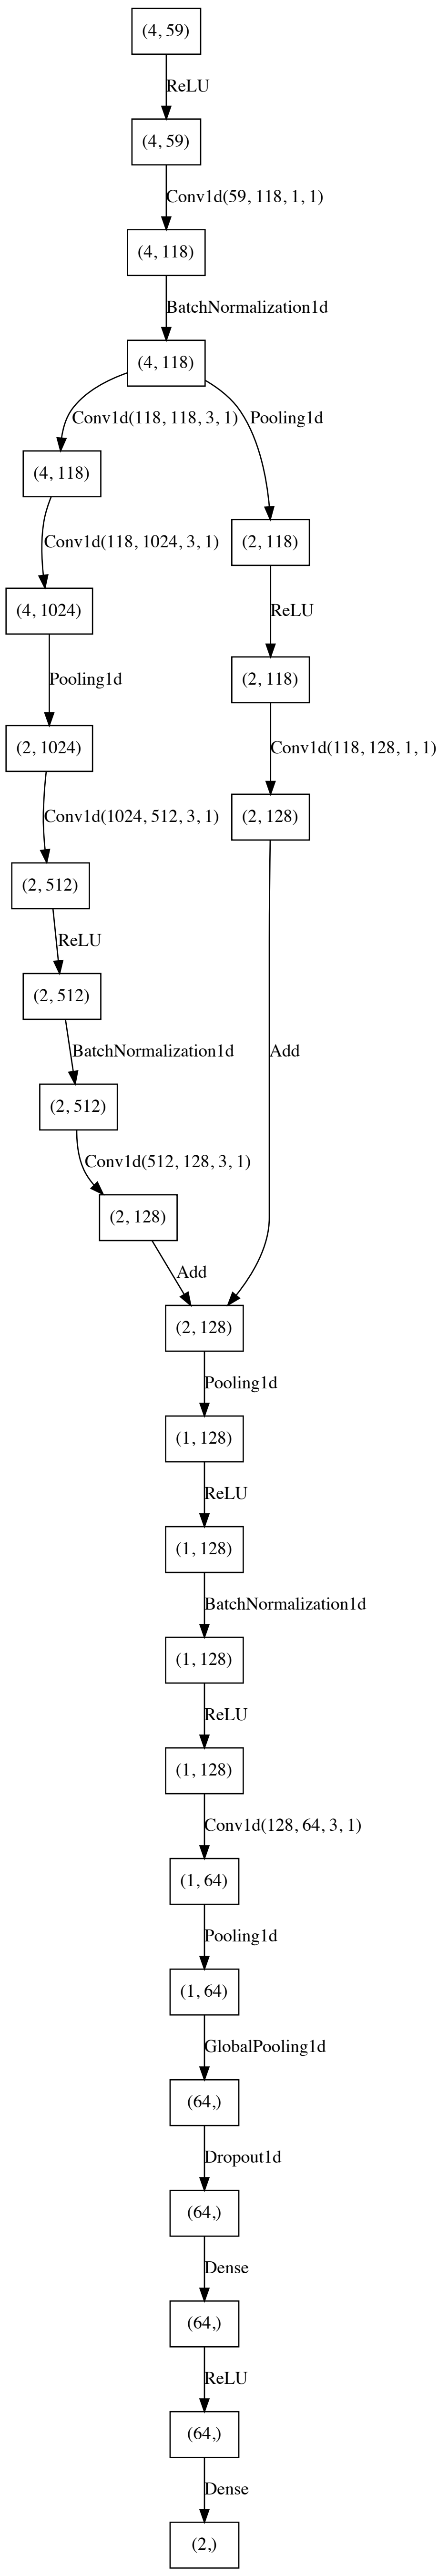 (4, 59)
ReLU
(4, 59)
Conv1d(59, 118, 1, 1)
(4, 118)
BatchNormalization1d
(4, 118)
Conv1d(118, 118, 3, 1)
Pooling1d
(4, 118)
Conv1d(118, 1024, 3, 1)
(2, 118)
(4, 1024)
ReLU
Pooling1d
(2, 118)
(2, 1024)
Conv1d(118, 128, 1, 1)
Conv1d(1024, 512, 3, 1)
(2, 128)
(2, 512)
ReLU
(2, 512)
BatchNormalization1d
Add
(2, 512)
Conv1d(512, 128, 3, 1)
(2, 128)
Add
(2, 128)
Pooling1d
(1, 128)
ReLU
(1, 128)
BatchNormalization1d
(1, 128)
ReLU
(1, 128)
Conv1d(128, 64, 3, 1)
(1, 64)
Pooling1d
(1, 64)
GlobalPooling1d
(64,)
Dropout1d
(64,)
Dense
(64,)
ReLU
(64,)
Dense
(2,)